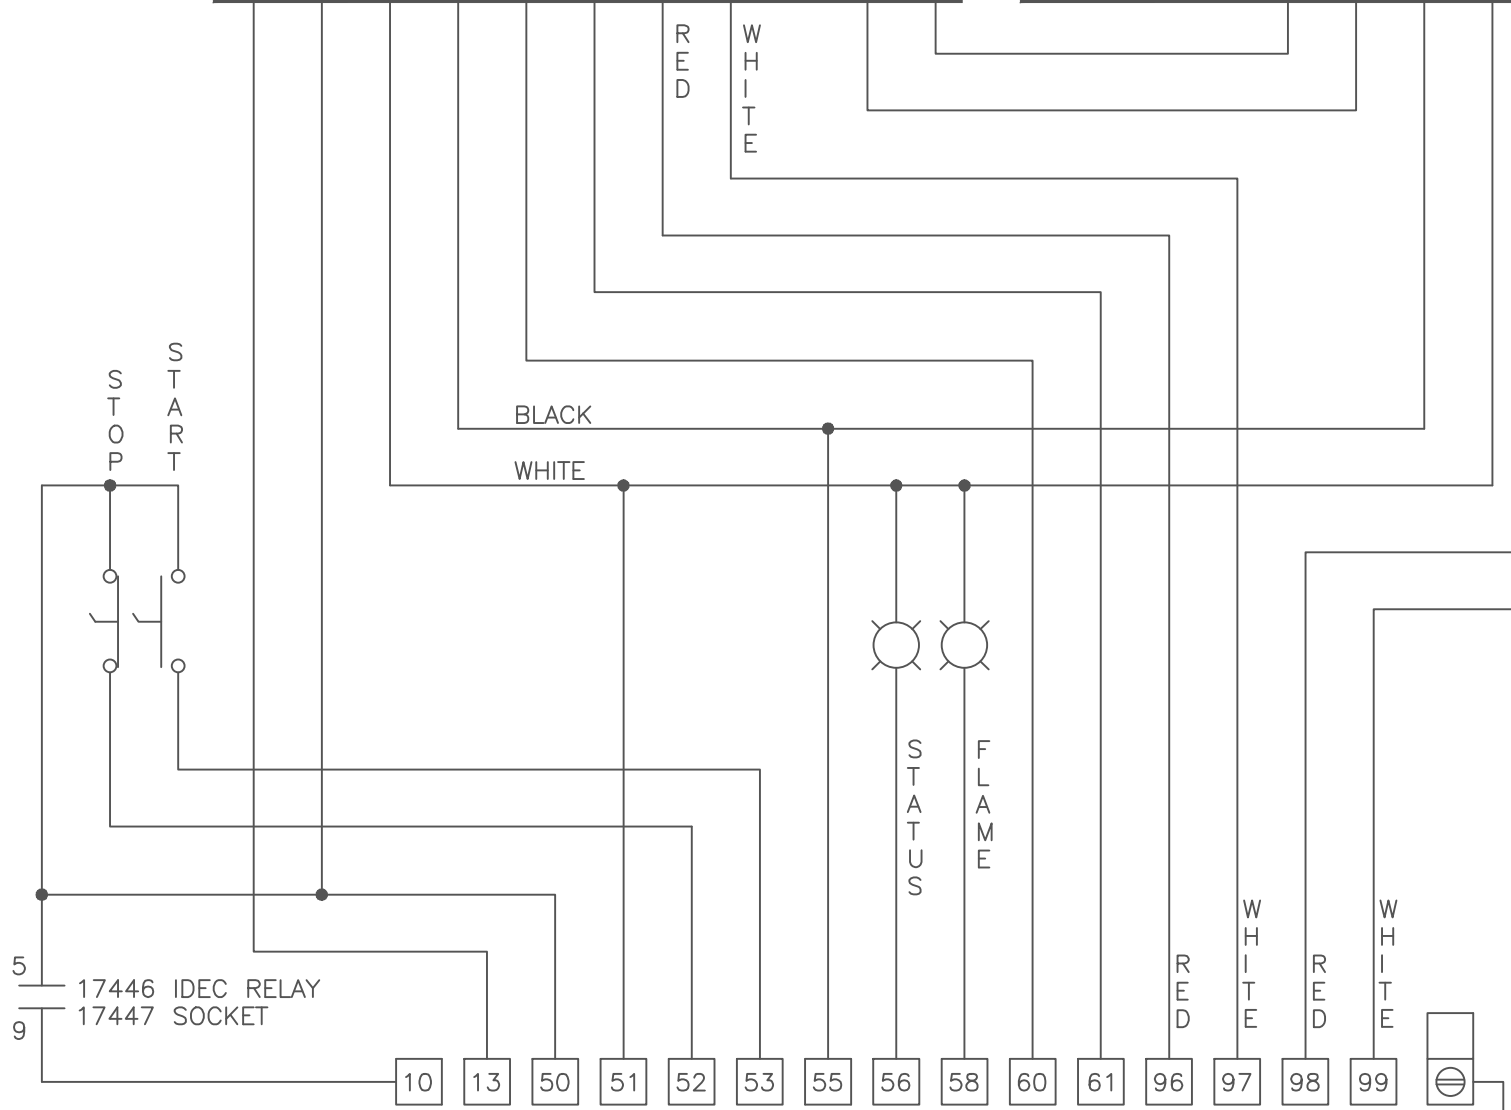 RED
WHITE
START
STOP
BLACK
WHITE
STATUS
FLAME
WHITE
WHITE
RED
RED
5
17446 IDEC RELAY
17447 SOCKET
9
10 13 50 51 52 53 55 56 58 60 61 96 97 98 99